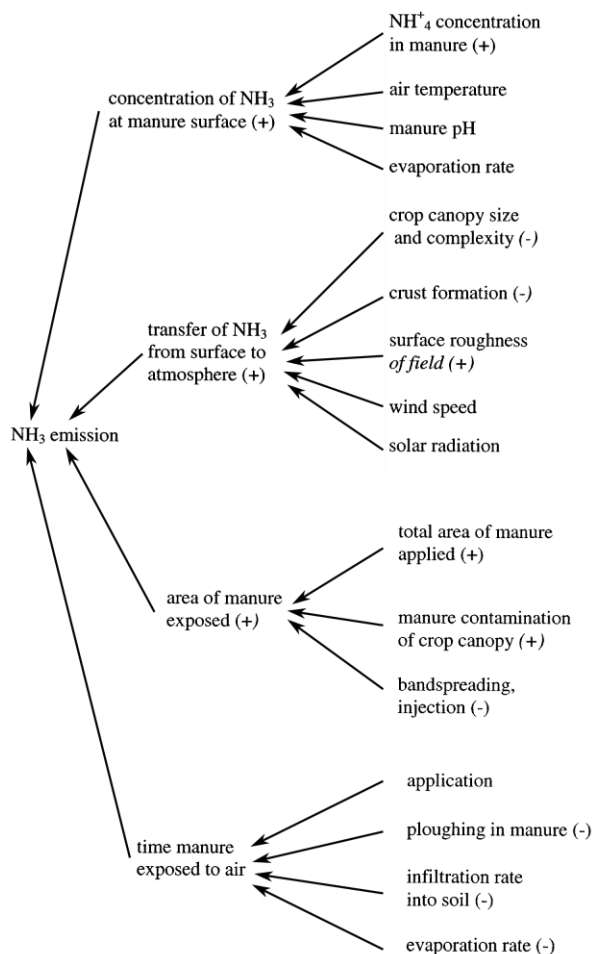 NH⁺₄ concentration
in manure (+)
concentration of NH₃
at manure surface (+)
air temperature
manure pH
evaporation rate
crop canopy size
and complexity (-)
crust formation (-)
transfer of NH₃
from surface to
atmosphere (+)
surface roughness
of field (+)
wind speed
solar radiation
NH₃ emission
total area of manure
applied (+)
area of manure
exposed (+)
manure contamination
of crop canopy (+)
bandspreading,
injection (-)
application
ploughing in manure (-)
time manure
exposed to air
infiltration rate
into soil (-)
evaporation rate (-)